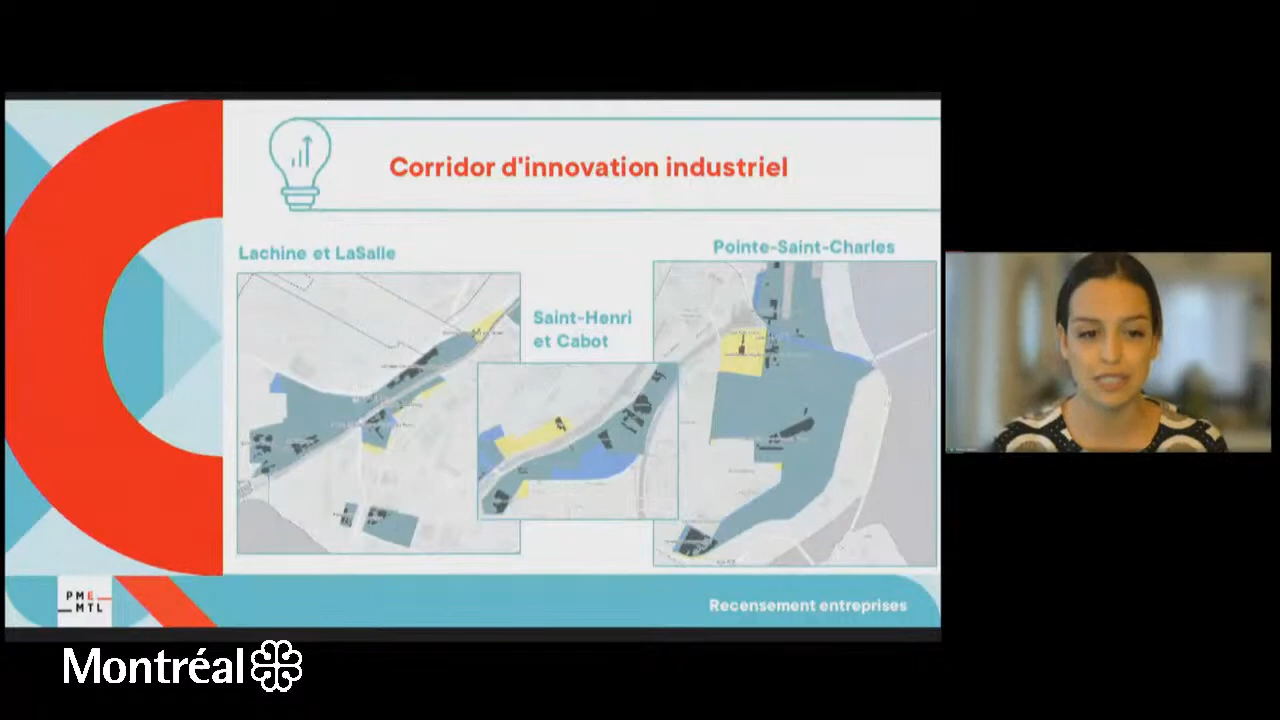 Corridor d'innovation industriel
Lachine et LaSalle
Saint-Henri
et Cabot
Pointe-Saint-Charles
PME
MTL
Recensement entreprises
Montréal